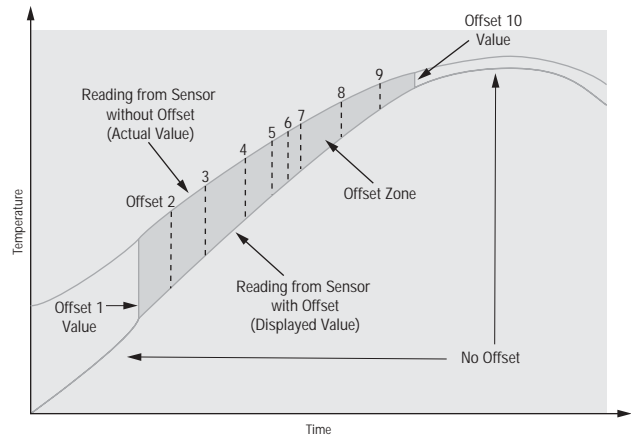 Offset 10
Value
Reading from Sensor
without Offset
(Actual Value)
9
8
7
6
5
4
3
Offset 2
Offset Zone
Temperature
Reading from Sensor
with Offset
(Displayed Value)
Offset 1
Value
No Offset
Time